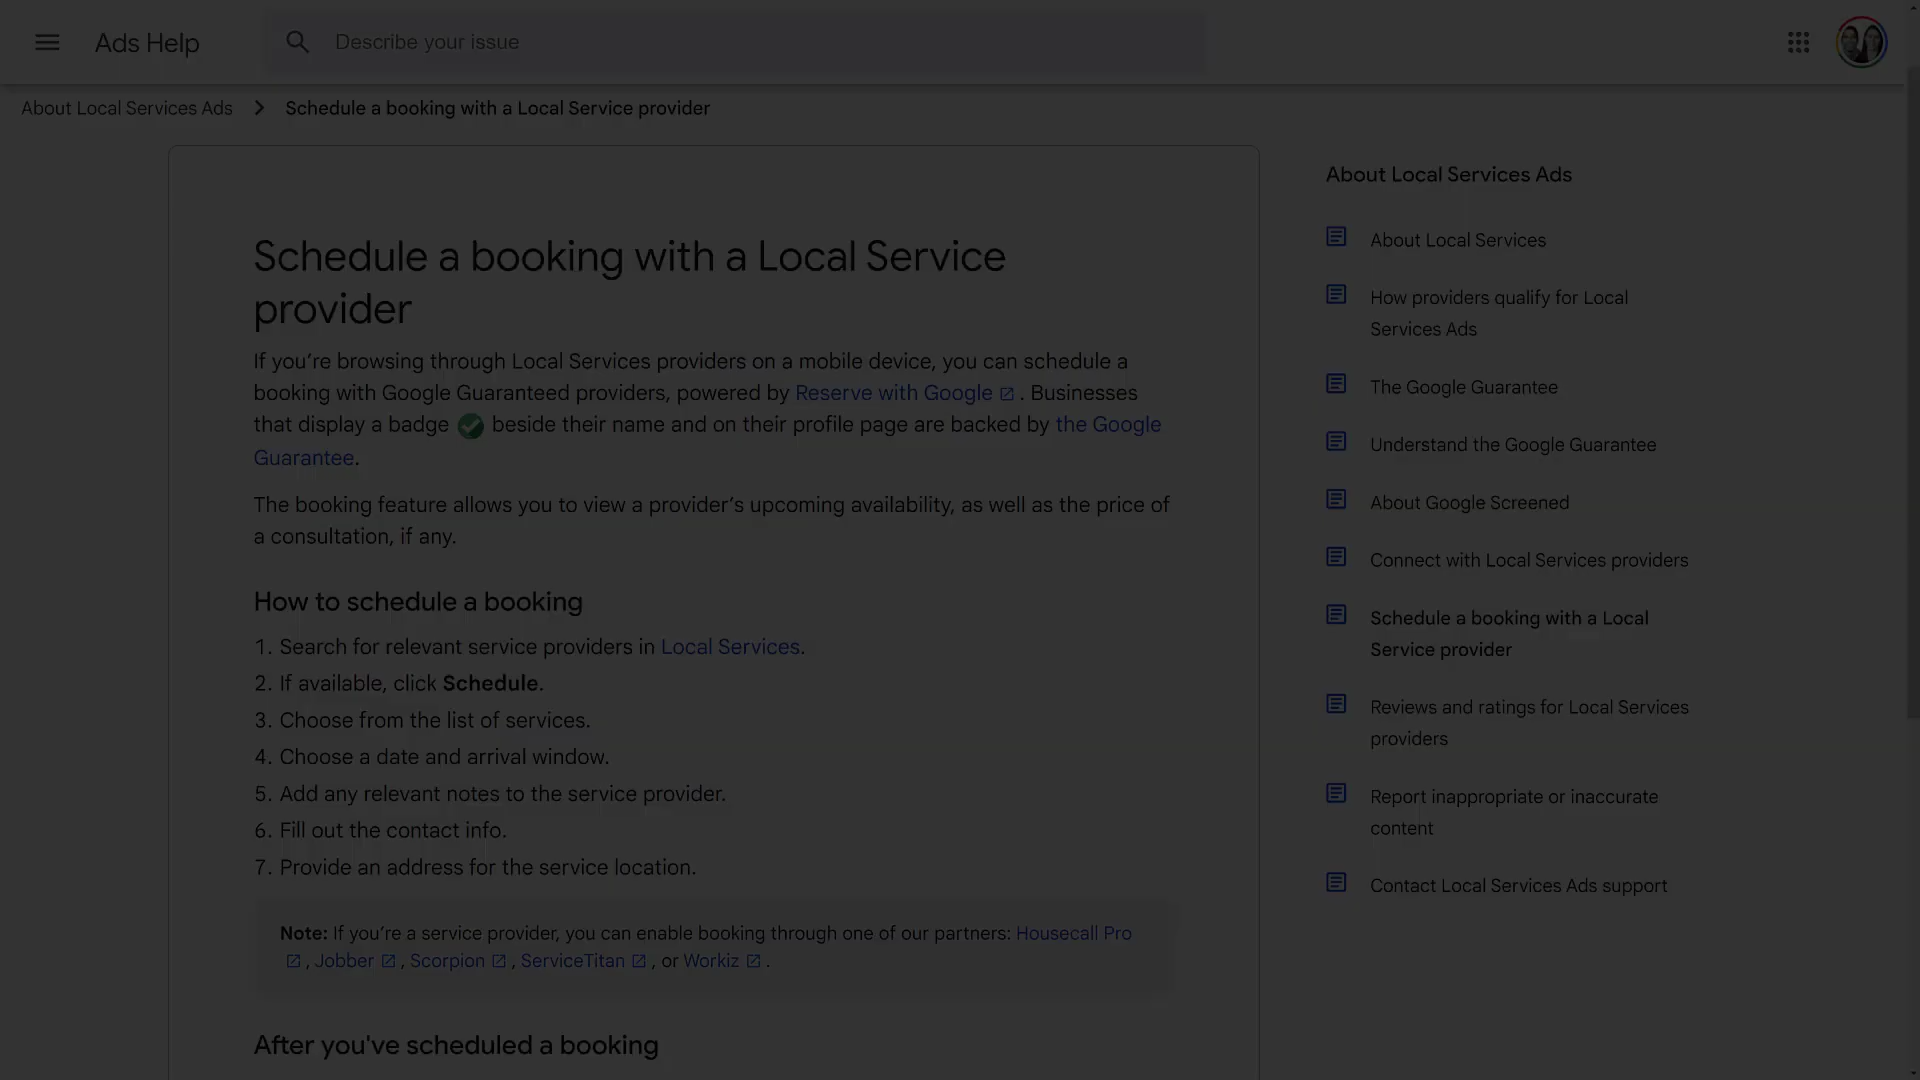 Ads Help
Describe your issue
About Local Services Ads
Schedule a booking with a Local Service provider
Schedule a booking with a Local Service
provider
If you’re browsing through Local Services providers on a mobile device, you can schedule a
booking with Google Guaranteed providers, powered by Reserve with Google . Businesses
that display a badge beside their name and on their profile page are backed by the Google
Guarantee.
The booking feature allows you to view a provider’s upcoming availability, as well as the price of
a consultation, if any.
How to schedule a booking
1. Search for relevant service providers in Local Services.
2. If available, click Schedule.
3. Choose from the list of services.
4. Choose a date and arrival window.
5. Add any relevant notes to the service provider.
6. Fill out the contact info.
7. Provide an address for the service location.
Note: If you’re a service provider, you can enable booking through one of our partners: Housecall Pro
, Jobber , Scorpion , ServiceTitan , or Workiz .
After you've scheduled a booking
About Local Services Ads
About Local Services
How providers qualify for Local
Services Ads
The Google Guarantee
Understand the Google Guarantee
About Google Screened
Connect with Local Services providers
Schedule a booking with a Local
Service provider
Reviews and ratings for Local Services
providers
Report inappropriate or inaccurate
content
Contact Local Services Ads support